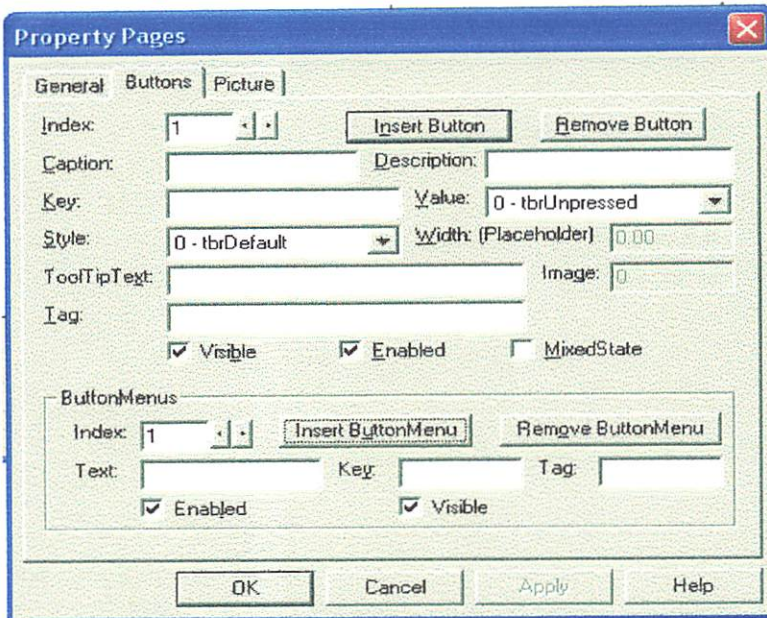 Property Pages
General Buttons Picture
Index: 1 Insert Button Remove Button
Caption: Description:
Key: Value: 0 - tbrUnpressed
Style: 0 - tbrDefault Width: (Placeholder) 0.00
ToolTipText: Image: 0
Tag:
Visible Enabled MixedState
ButtonMenus
Index: 1 Insert ButtonMenu Remove ButtonMenu
Text: Key: Tag:
Enabled Visible
OK Cancel Apply Help